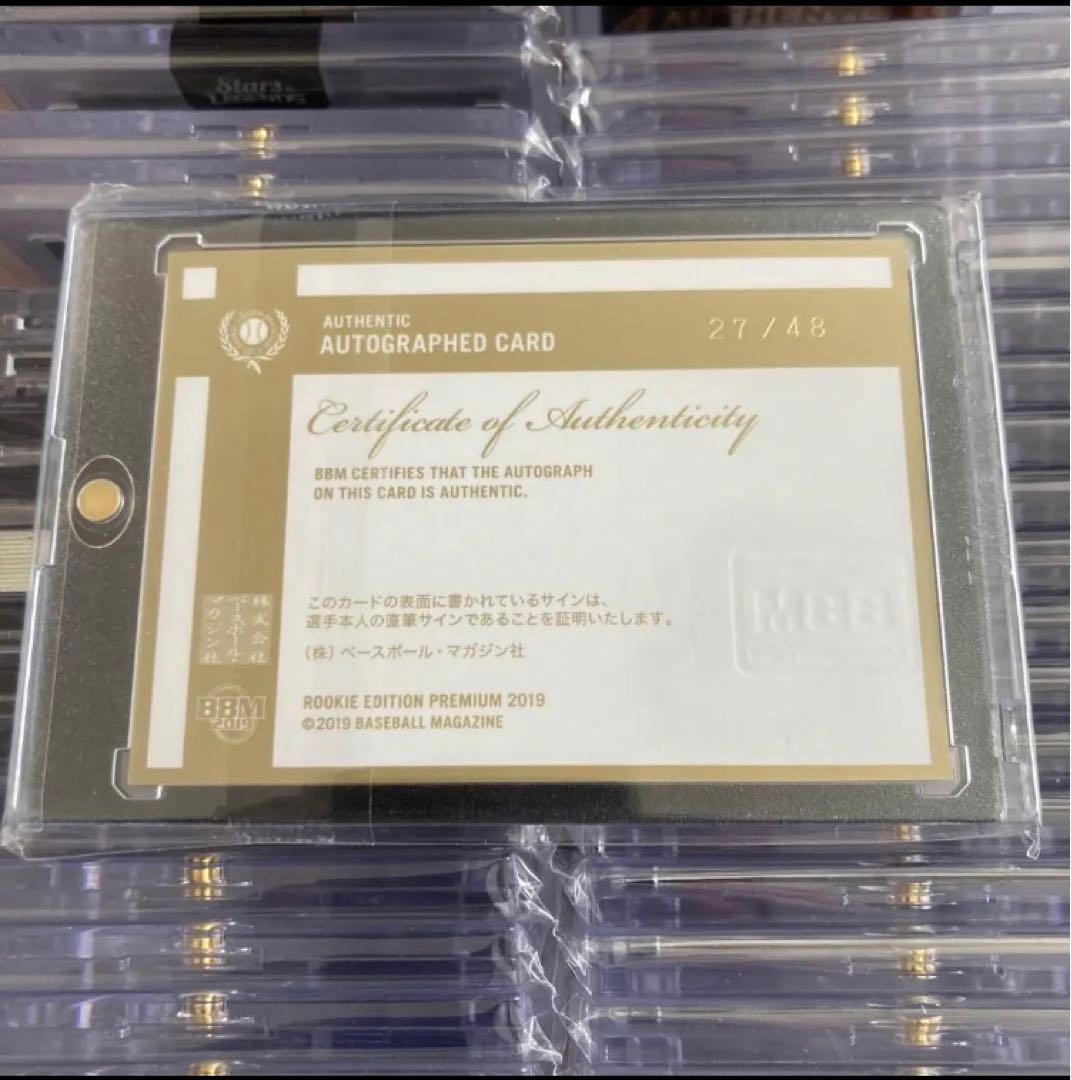 Stars
LEGENDS
AUTHEN
AUTHENTIC
AUTOGRAPHED CARD
27/48
Certificate of Authenticity
BBM CERTIFIES THAT THE AUTOGRAPH
ON THIS CARD IS AUTHENTIC.
このカードの表面に書かれているサインは、
選手本人の直筆サインであることを証明いたします。
(株) ベースボール・マガジン社
株式会社
ベースボール・
マガジン社
BBM
2019
ROOKIE EDITION PREMIUM 2019
©2019 BASEBALL MAGAZINE